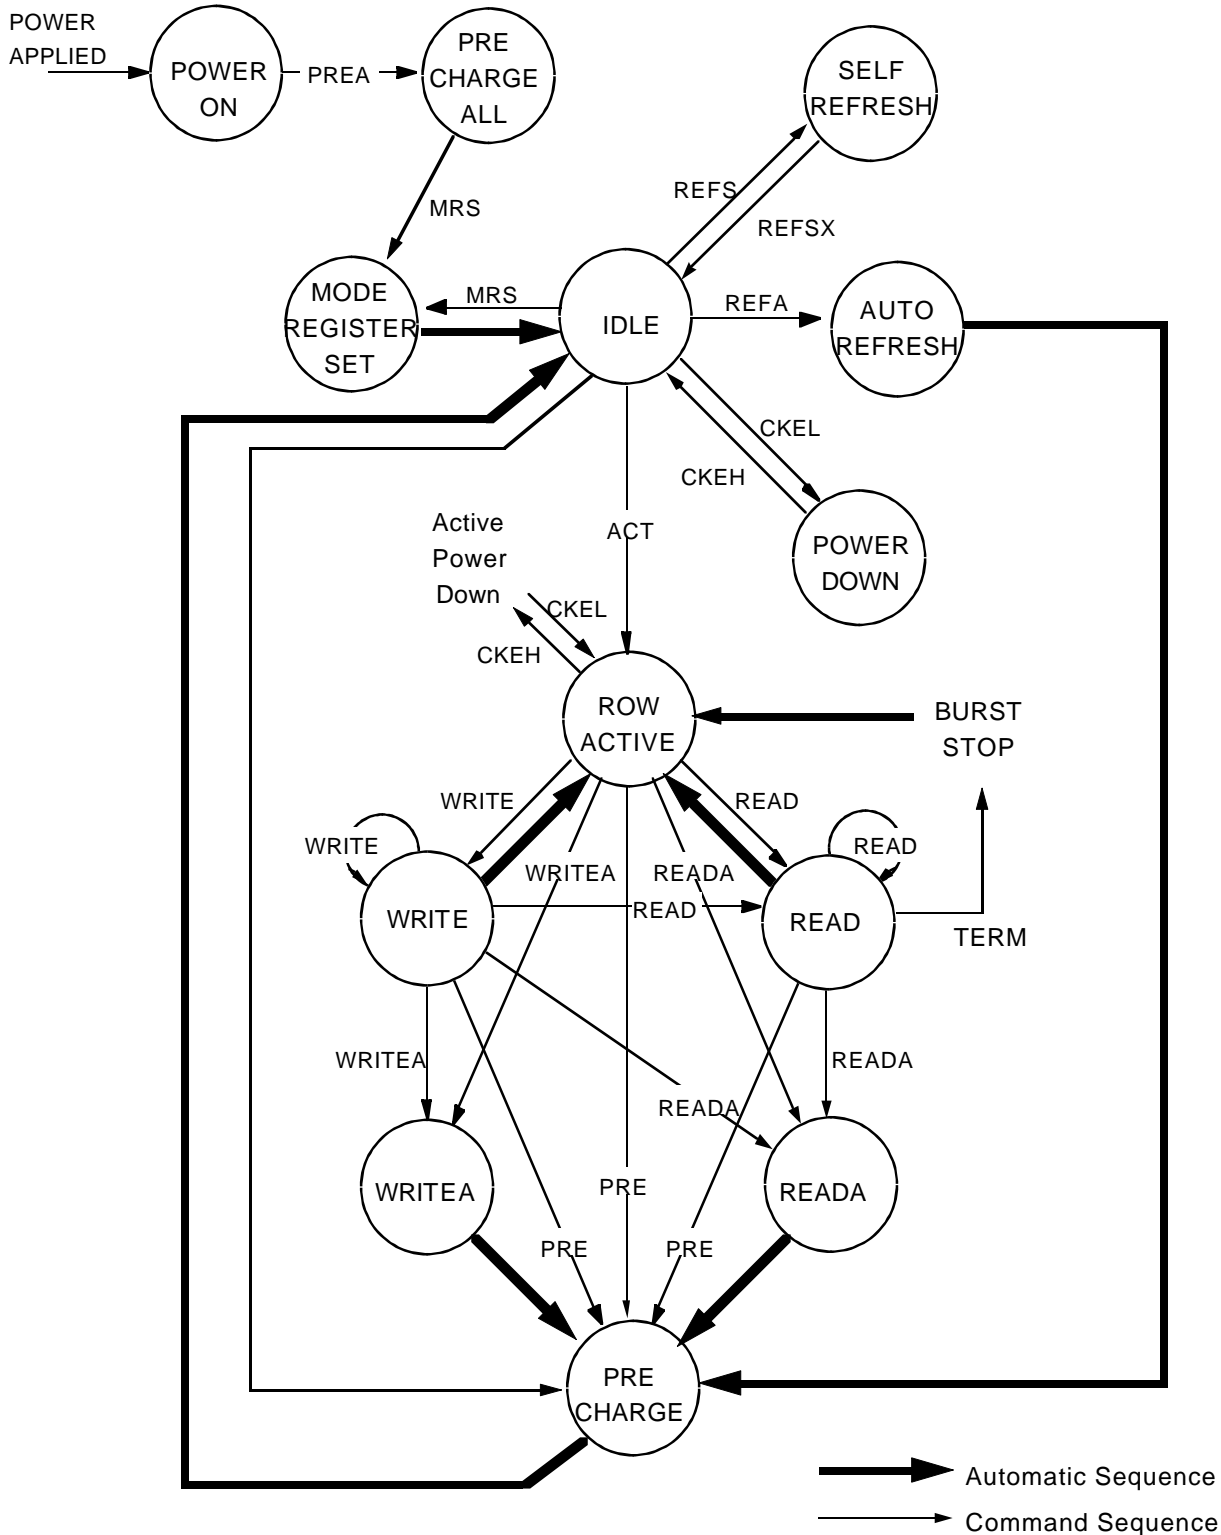 POWER
APPLIED
POWER
ON
PREA
PRE
CHARGE
ALL
SELF
REFRESH
MRS
REFS
REFSX
MODE
REGISTER
SET
MRS
IDLE
REFA
AUTO
REFRESH
CKEL
CKEH
POWER
DOWN
ACT
Active
Power
Down
CKEL
CKEH
ROW
ACTIVE
BURST
STOP
WRITE
READ
WRITE
READ
WRITEA
READA
WRITE
READ
READ
TERM
WRITEA
READA
READA
WRITEA
PRE
READA
PRE
PRE
PRE
CHARGE
Automatic Sequence
Command Sequence